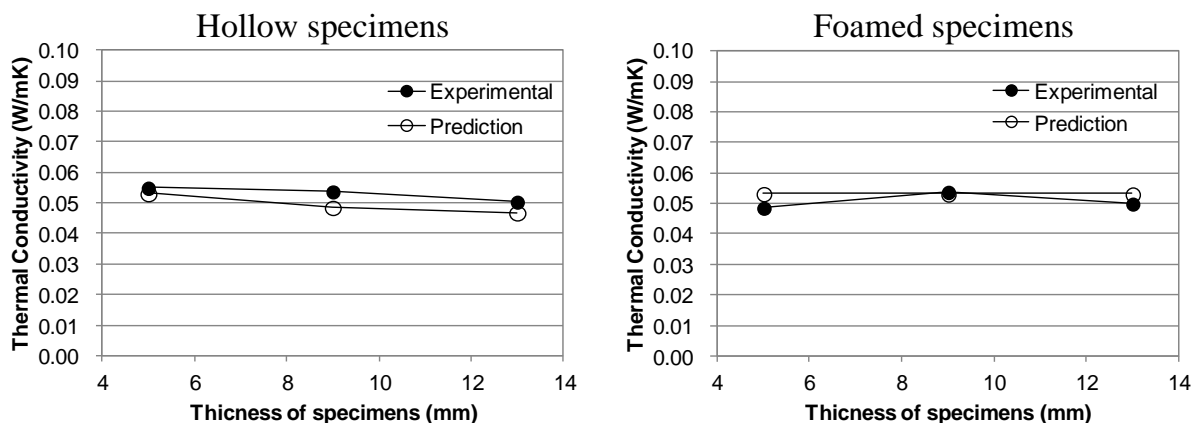 Hollow specimens
Thermal Conductivity (W/mK)
0.10
0.09
0.08
0.07
0.06
0.05
0.04
0.03
0.02
0.01
0.00
Experimental
Prediction
4 6 8 10 12 14
Thicness of specimens (mm)
Foamed specimens
Thermal Conductivity (W/mK)
0.10
0.09
0.08
0.07
0.06
0.05
0.04
0.03
0.02
0.01
0.00
Experimental
Prediction
4 6 8 10 12 14
Thicness of specimens (mm)